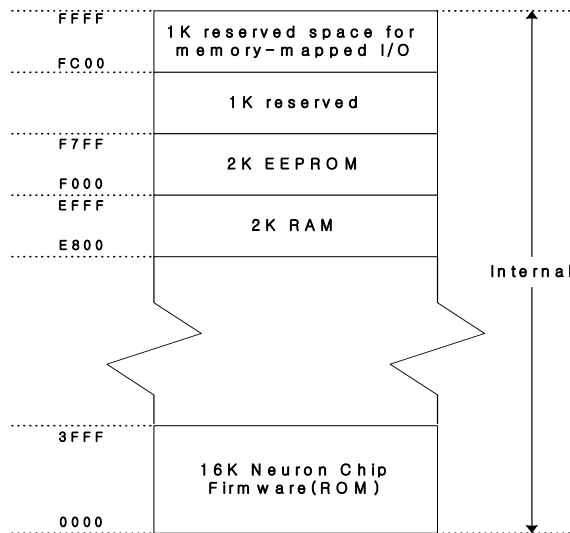 FFFF
1K reserved space for
memory-mapped I/O
FC00
1K reserved
F7FF
2K EEPROM
F000
EFFF
2K RAM
E800
Internal
3FFF
16K Neuron Chip
Firmware(ROM)
0000